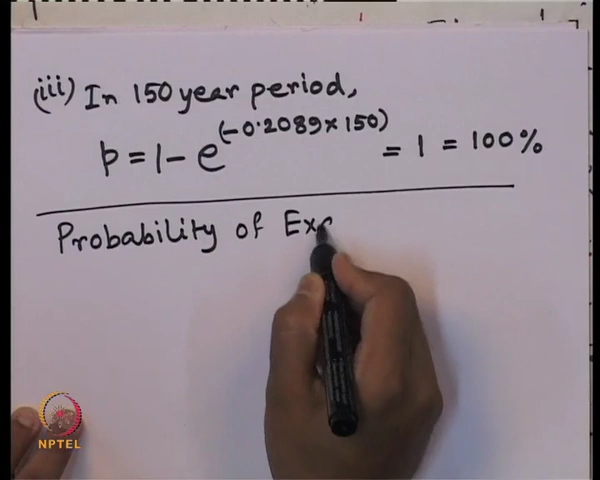 (iii) In 150 year period,
p = 1 - e^(-0.2089 × 150) = 1 = 100%
Probability of Exc
NPTEL